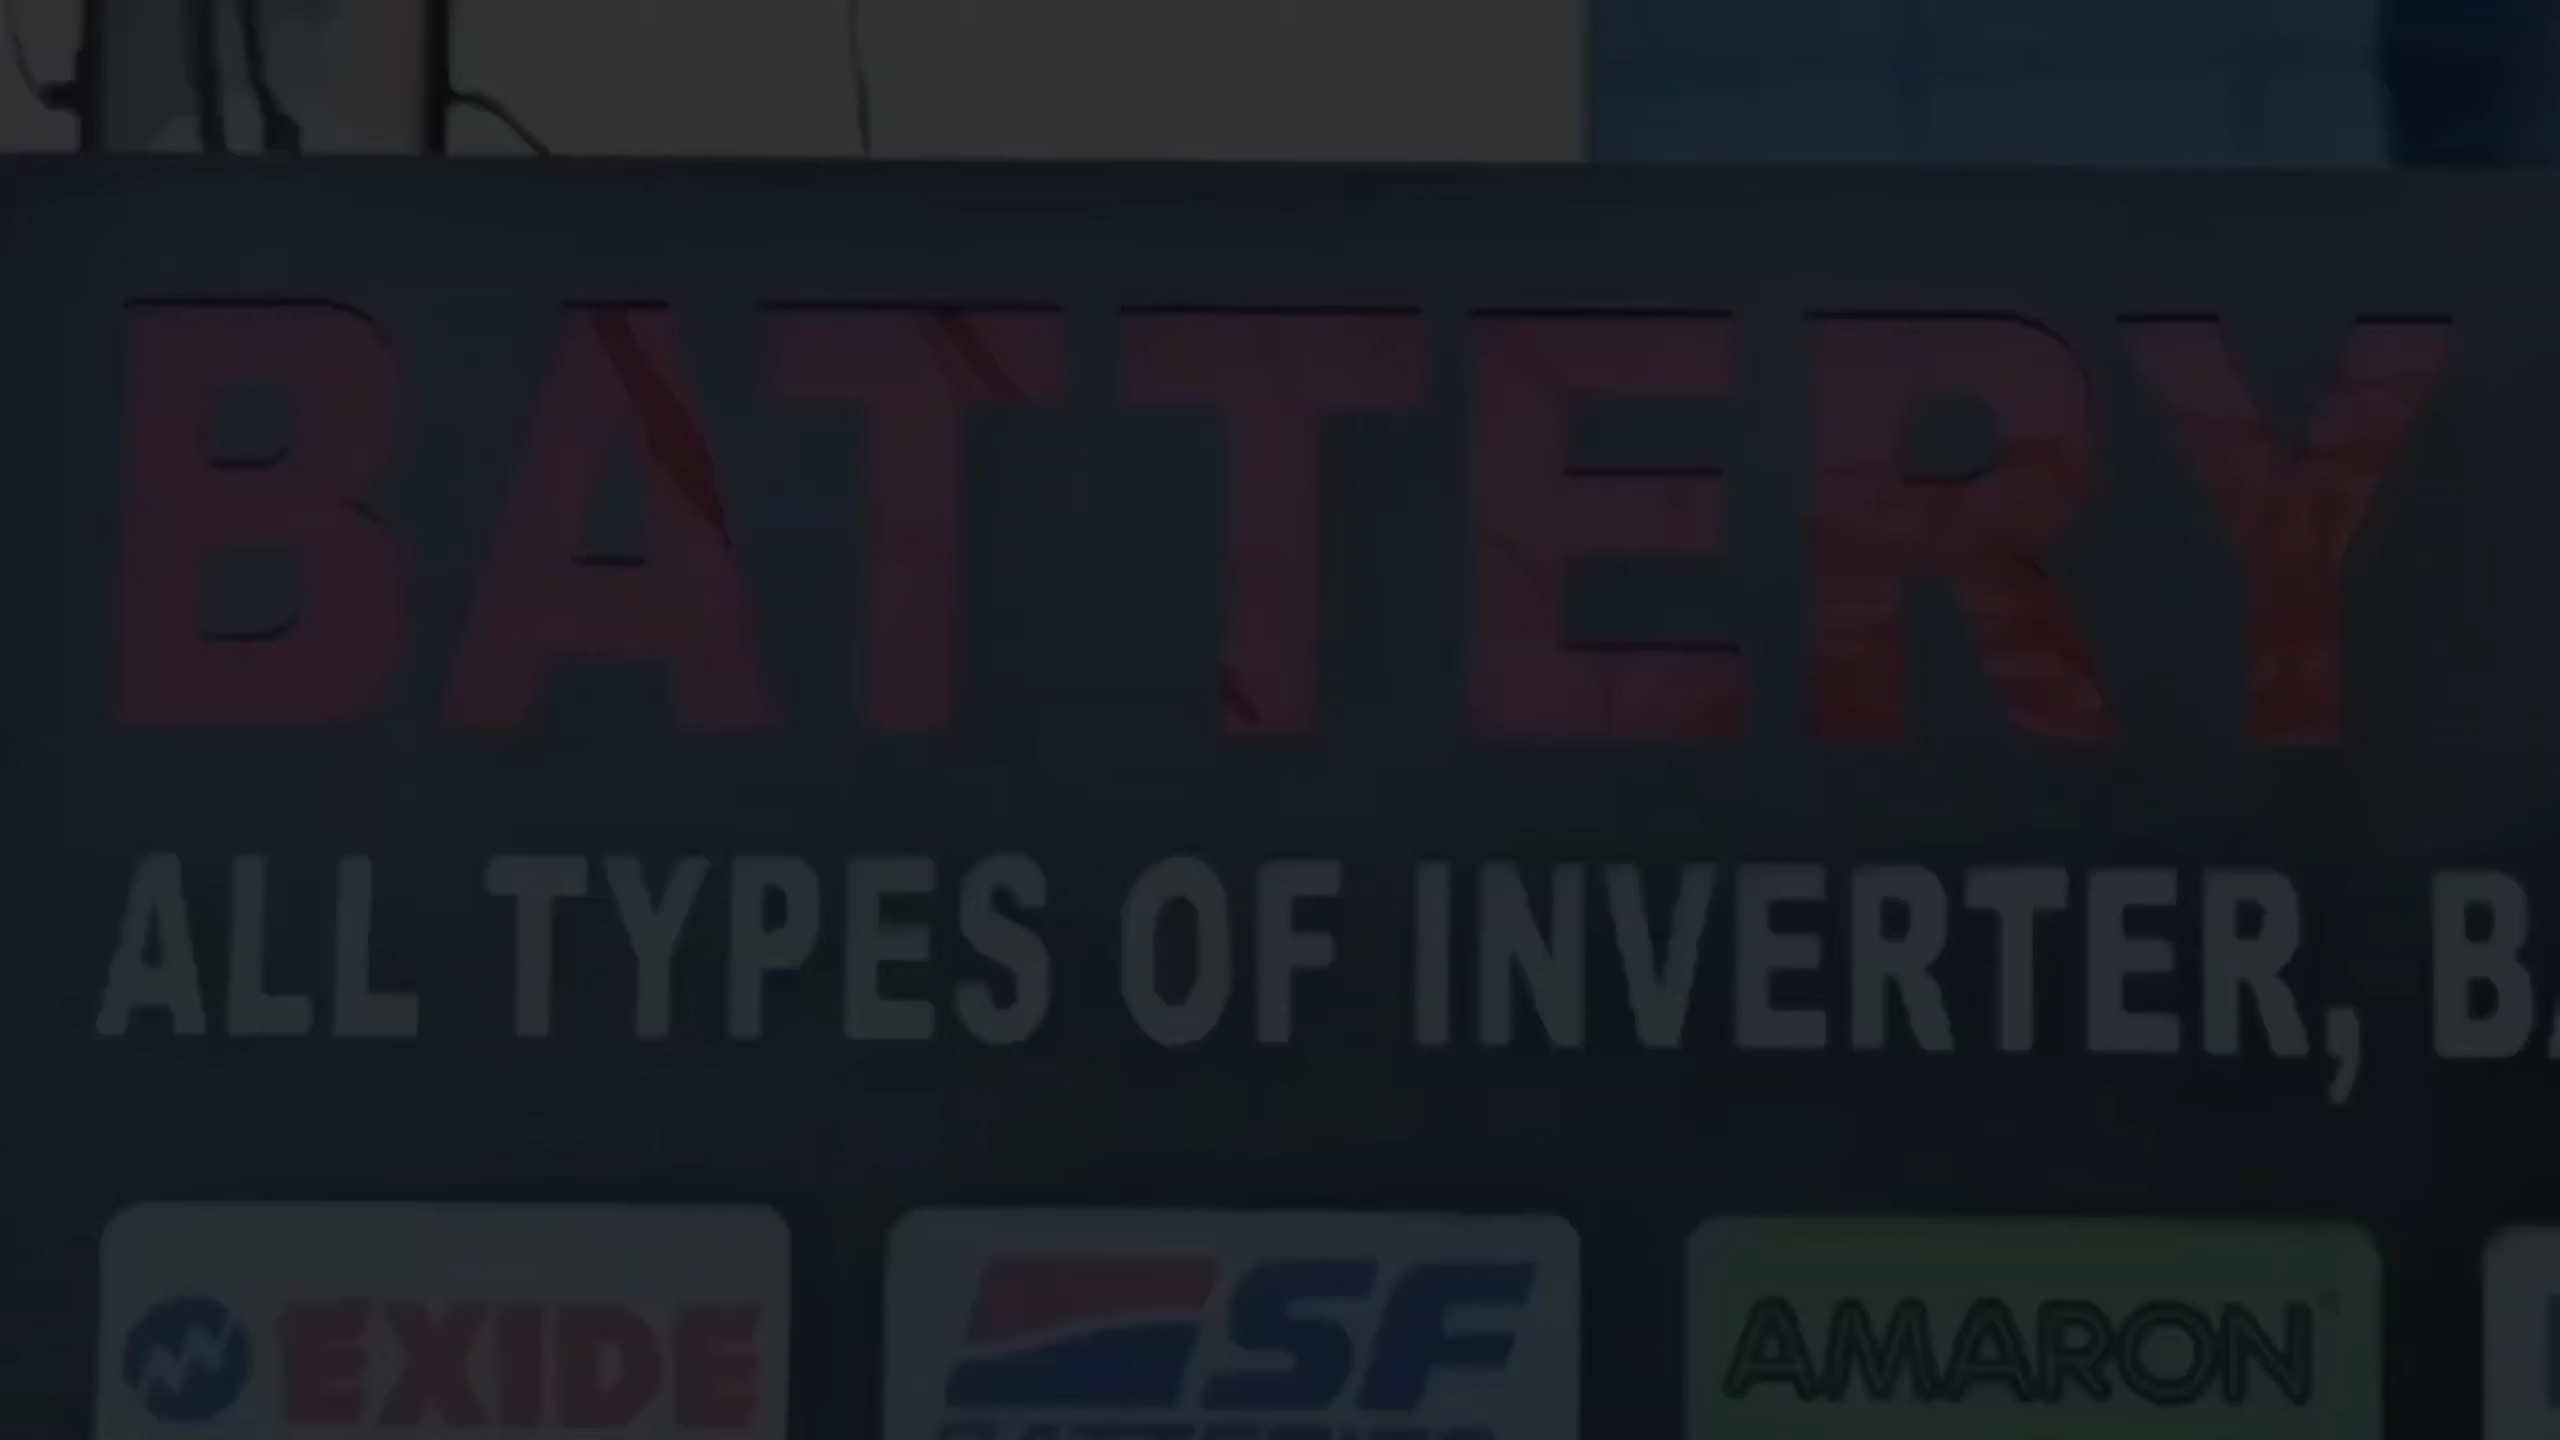 BATTERY
ALL TYPES OF INVERTER,
EXIDE SF AMARON